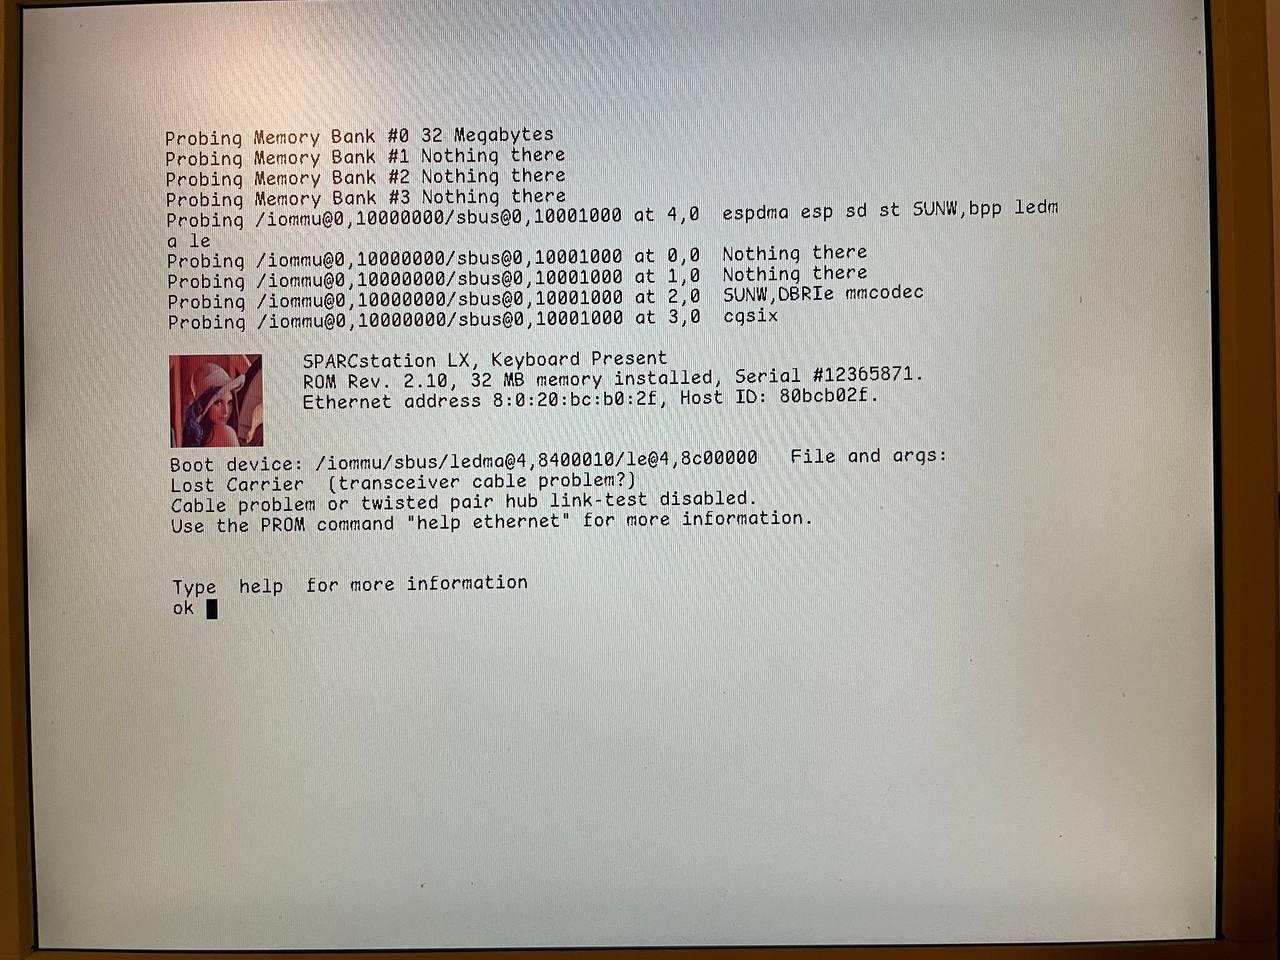 Probing Memory Bank #0 32 Megabytes
Probing Memory Bank #1 Nothing there
Probing Memory Bank #2 Nothing there
Probing Memory Bank #3 Nothing there
Probing /iommu@0,10000000/sbus@0,10001000 at 4,0  espdma esp sd st SUNW,bpp ledm
a le
Probing /iommu@0,10000000/sbus@0,10001000 at 0,0  Nothing there
Probing /iommu@0,10000000/sbus@0,10001000 at 1,0  Nothing there
Probing /iommu@0,10000000/sbus@0,10001000 at 2,0  SUNW,DBRIe mmcodec
Probing /iommu@0,10000000/sbus@0,10001000 at 3,0  cgsix
SPARCstation LX, Keyboard Present
ROM Rev. 2.10, 32 MB memory installed, Serial #12365871.
Ethernet address 8:0:20:bc:b0:2f, Host ID: 80bcb02f.
Boot device: /iommu/sbus/ledma@4,8400010/le@4,8c00000   File and args:
Lost Carrier  (transceiver cable problem?)
Cable problem or twisted pair hub link-test disabled.
Use the PROM command "help ethernet" for more information.
Type  help  for more information
ok